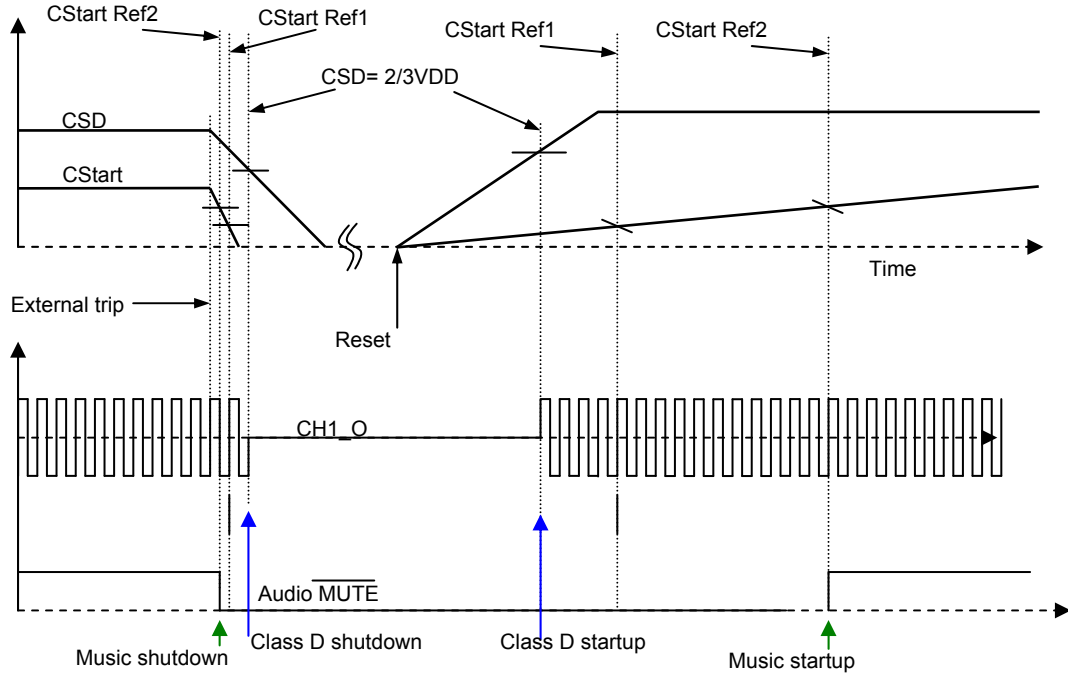 CStart Ref2
CStart Ref1
CStart Ref1
CStart Ref2
CSD= 2/3VDD
CSD
CStart
Time
External trip
Reset
CH1_O
Audio MUTE
Class D shutdown
Class D startup
Music shutdown
Music startup